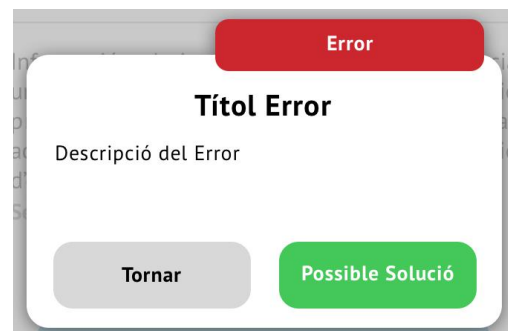 Error
Títol Error
Descripció del Error
Tornar
Possible Solució